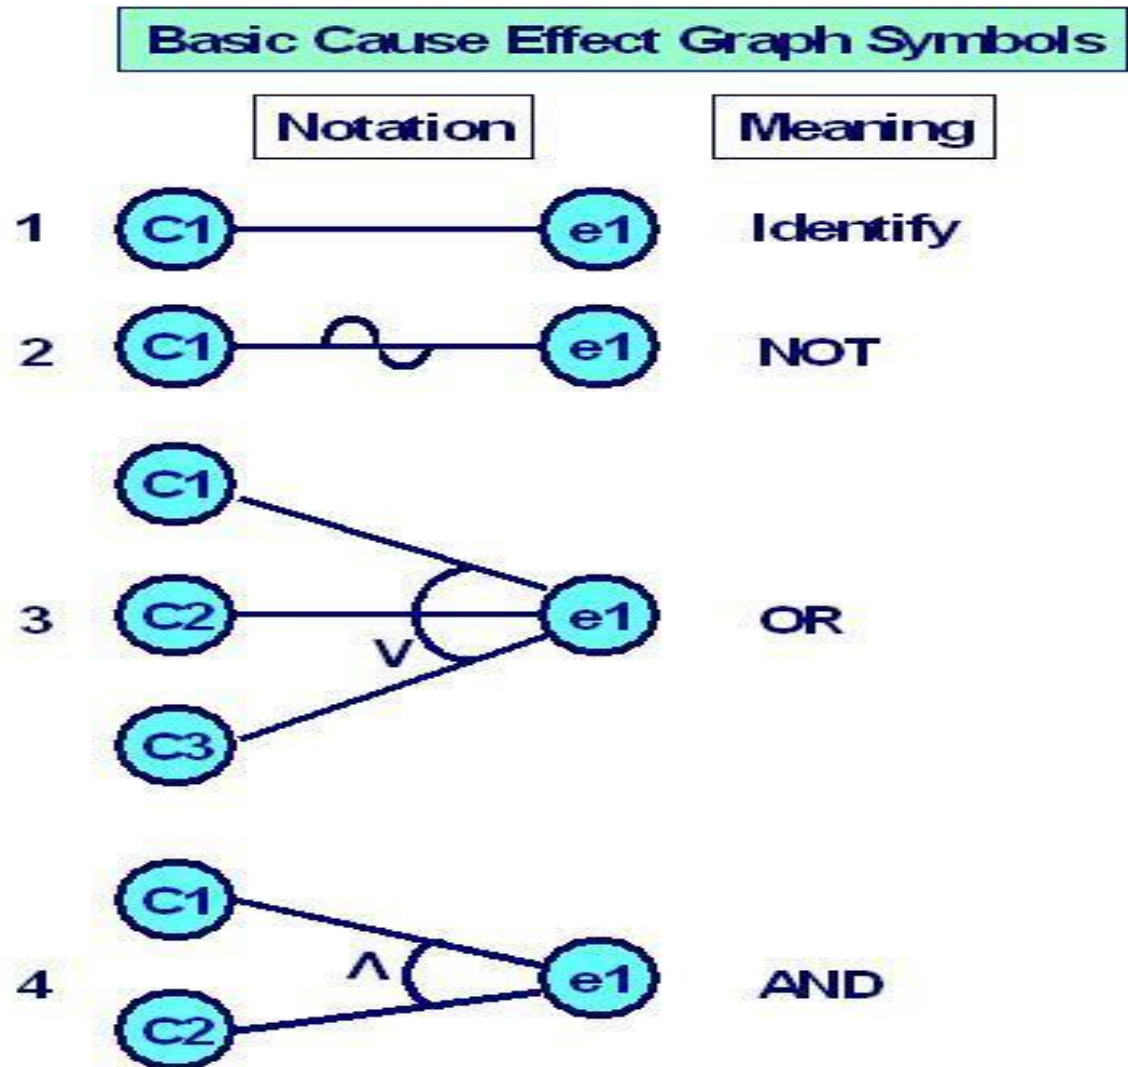 Basic Cause Effect Graph Symbols
Notation Meaning
1 C1 e1 Identify
2 C1 e1 NOT
C1
3 C2 e1 OR
V
C3
C1
Λ
4 e1 AND
C2